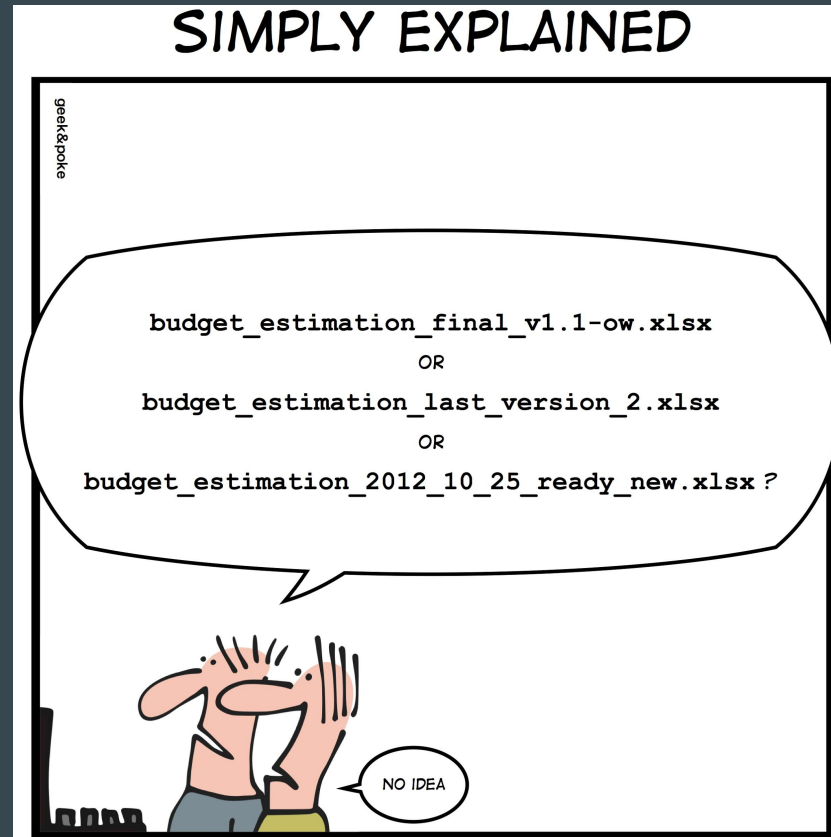 SIMPLY EXPLAINED
geek&poke
budget_estimation_final_v1.1-ow.xlsx
OR
budget_estimation_last_version_2.xlsx
OR
budget_estimation_2012_10_25_ready_new.xlsx ?
NO IDEA